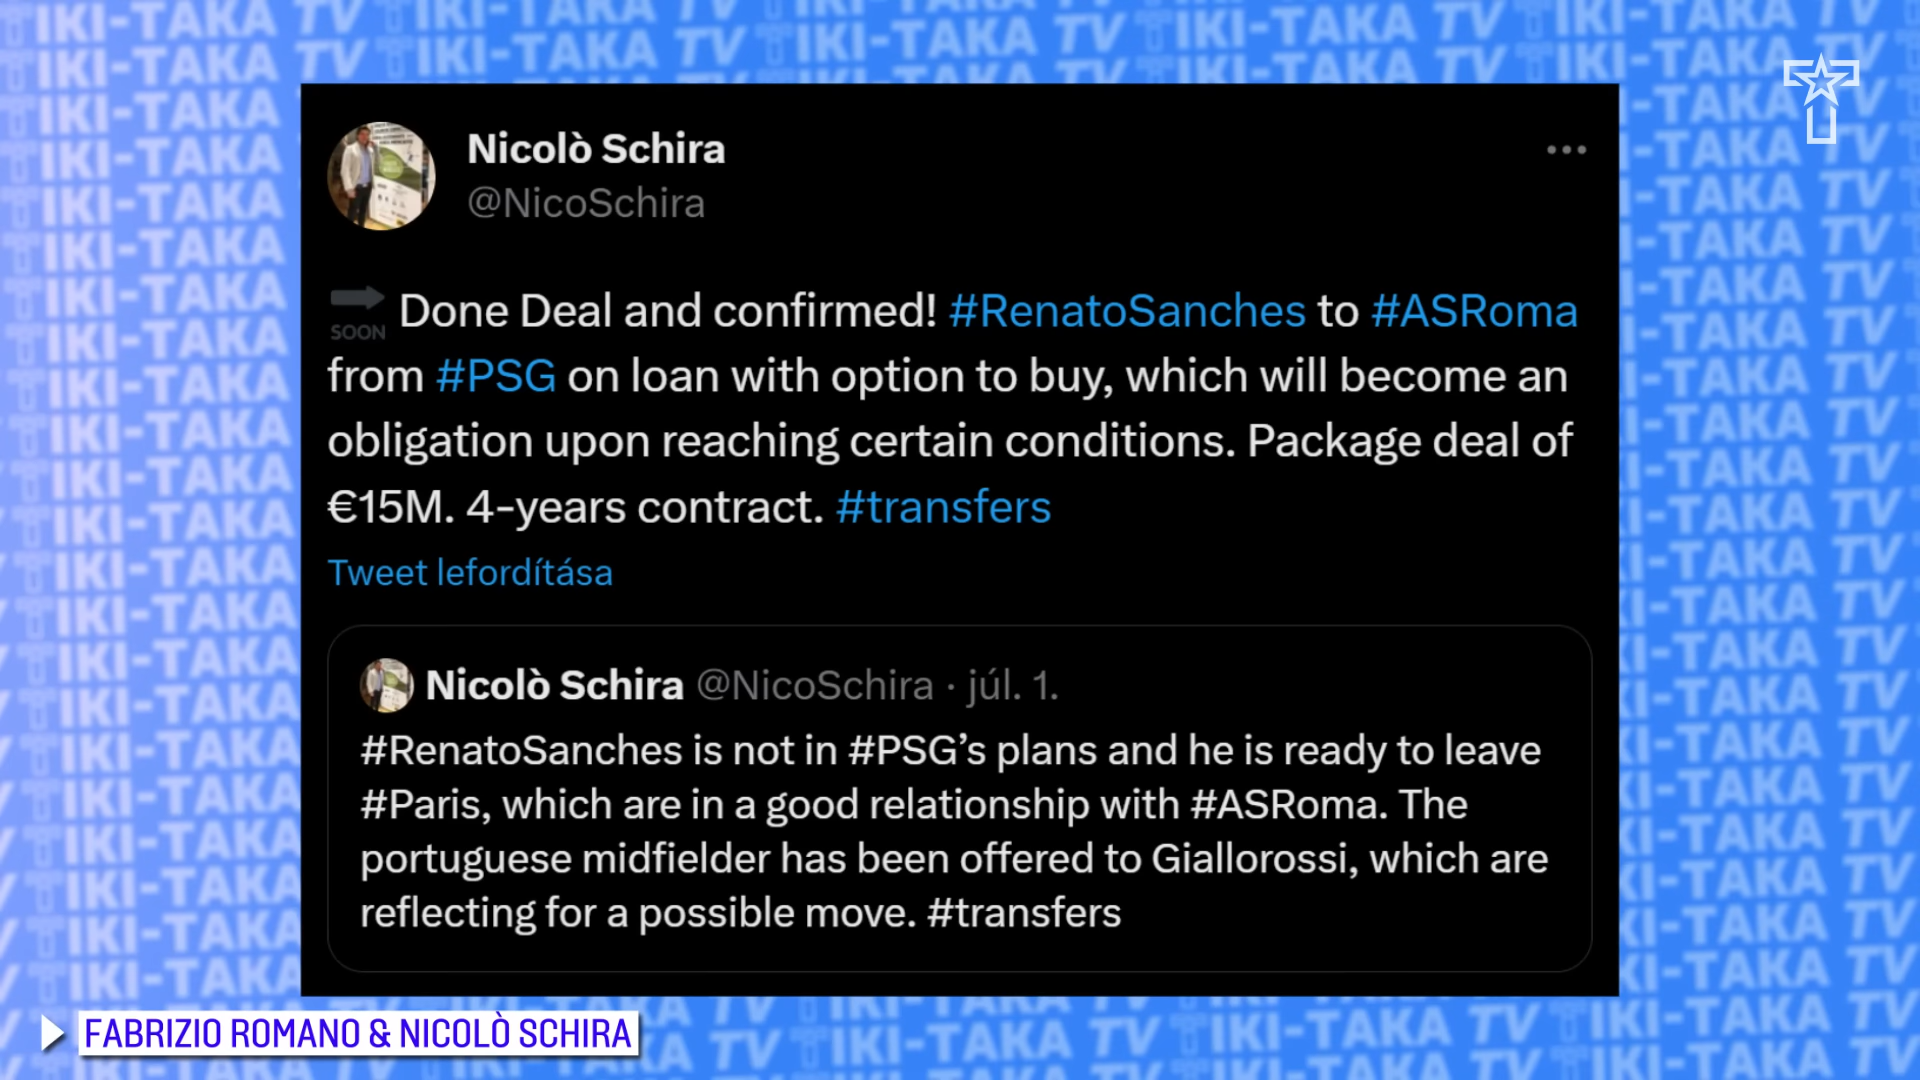 Nicolò Schira
@NicoSchira
SOON Done Deal and confirmed! #RenatoSanches to #ASRoma
from #PSG on loan with option to buy, which will become an
obligation upon reaching certain conditions. Package deal of
€15M. 4-years contract. #transfers
Tweet lefordítása
Nicolò Schira @NicoSchira · júl. 1.
#RenatoSanches is not in #PSG’s plans and he is ready to leave
#Paris, which are in a good relationship with #ASRoma. The
portuguese midfielder has been offered to Giallorossi, which are
reflecting for a possible move. #transfers
FABRIZIO ROMANO & NICOLÒ SCHIRA
TIKI-TAKA TV